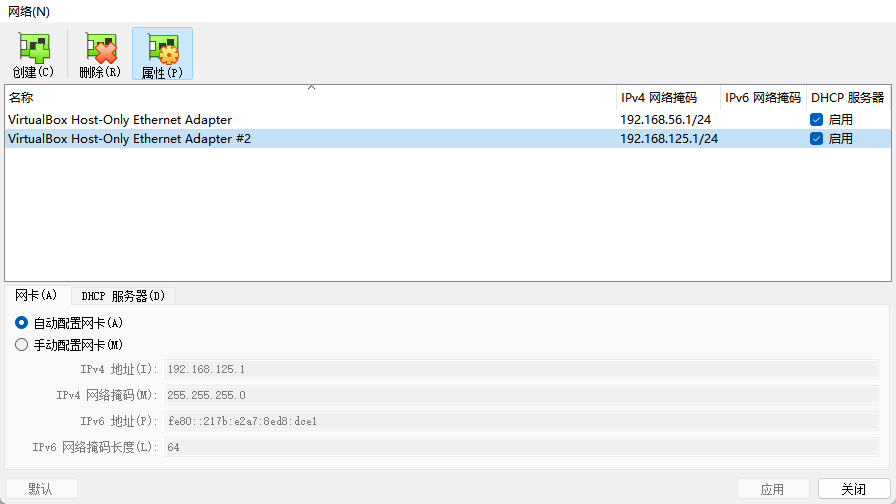 网络(N)
创建(C) 删除(R) 属性(P)
名称 IPv4 网络掩码 IPv6 网络掩码 DHCP 服务器
VirtualBox Host-Only Ethernet Adapter 192.168.56.1/24 启用
VirtualBox Host-Only Ethernet Adapter #2 192.168.125.1/24 启用
网卡(A) DHCP 服务器(D)
自动配置网卡(A)
手动配置网卡(M)
IPv4 地址(I): 192.168.125.1
IPv4 网络掩码(M): 255.255.255.0
IPv6 地址(P): fe80::217b:e2a7:8ed8:dce1
IPv6 网络掩码长度(L): 64
默认 应用 关闭